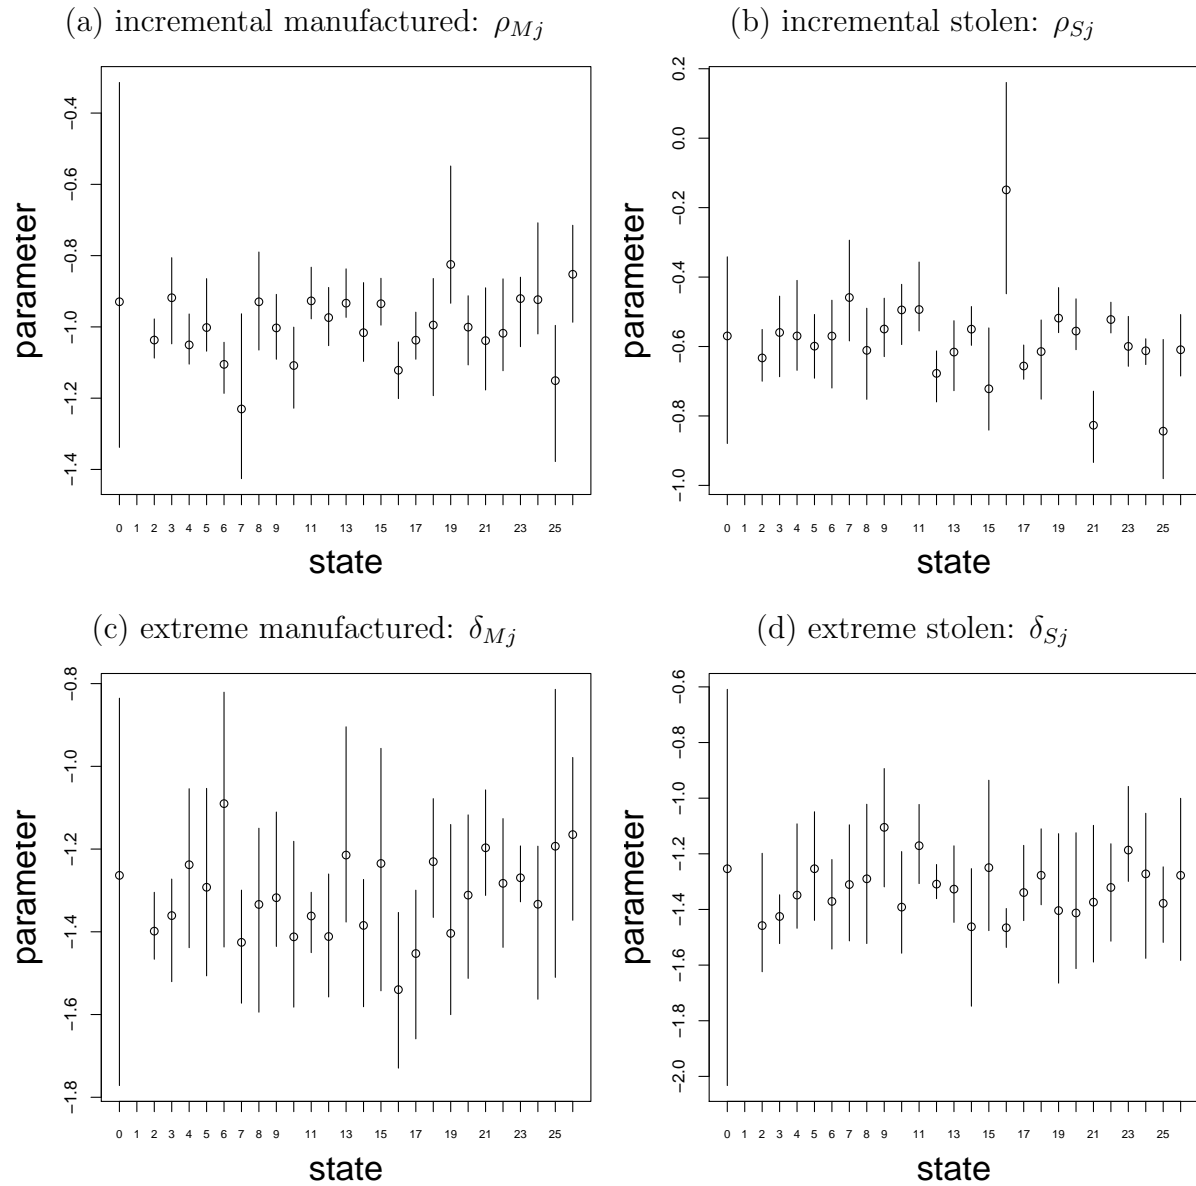 (a) incremental manufactured: ρMj
−0.4
−0.6
−0.8
−1.0
−1.2
−1.4
parameter
0 1 2 3 4 5 6 7 8 9 11 13 15 17 19 21 23 25
state
(b) incremental stolen: ρSj
0.2
0.0
−0.2
−0.4
−0.6
−0.8
−1.0
parameter
0 1 2 3 4 5 6 7 8 9 11 13 15 17 19 21 23 25
state
(c) extreme manufactured: δMj
−0.8
−1.0
−1.2
−1.4
−1.6
−1.8
parameter
0 1 2 3 4 5 6 7 8 9 11 13 15 17 19 21 23 25
state
(d) extreme stolen: δSj
−0.6
−0.8
−1.0
−1.2
−1.4
−1.6
−1.8
−2.0
parameter
0 1 2 3 4 5 6 7 8 9 11 13 15 17 19 21 23 25
state